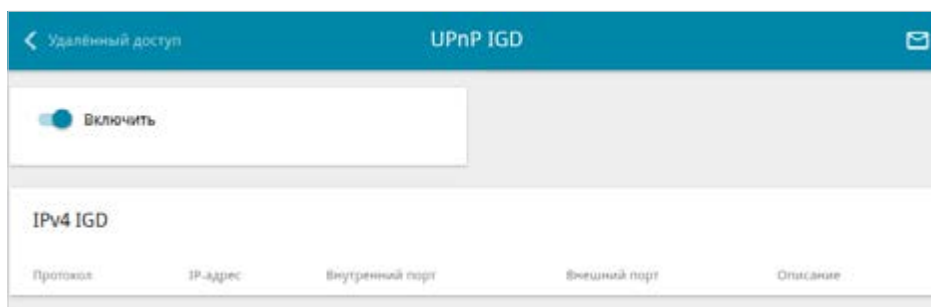 Удалённый доступ UPnP IGD
Включить
IPv4 IGD
Протокол IP-адрес Внутренний порт Внешний порт Описание